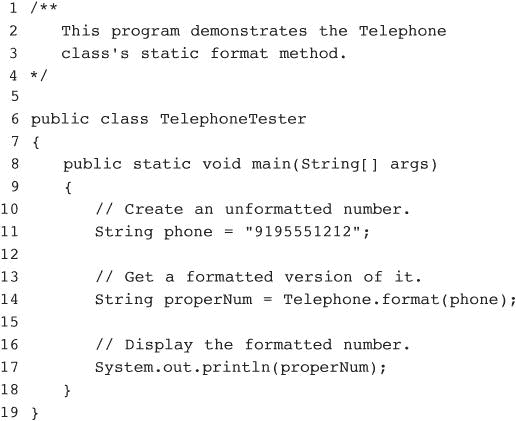 1 /**
2    This program demonstrates the Telephone
3    class's static format method.
4 */
5
6 public class TelephoneTester
7 {
8    public static void main(String[] args)
9    {
10      // Create an unformatted number.
11      String phone = "9195551212";
12
13      // Get a formatted version of it.
14      String properNum = Telephone.format(phone);
15
16      // Display the formatted number.
17      System.out.println(properNum);
18   }
19 }